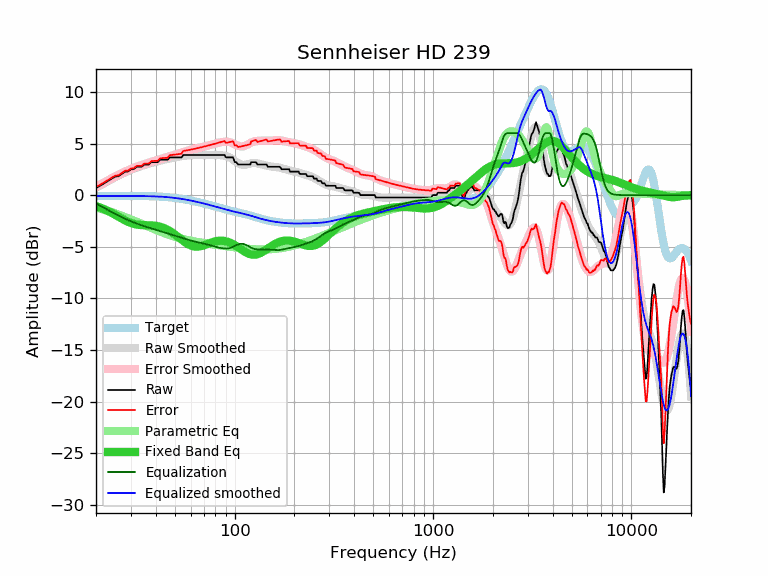 Sennheiser HD 239
Amplitude (dBr)
10
5
0
−5
−10
−15
−20
−25
−30
Target
Raw Smoothed
Error Smoothed
Raw
Error
Parametric Eq
Fixed Band Eq
Equalization
Equalized smoothed
100
1000
10000
Frequency (Hz)